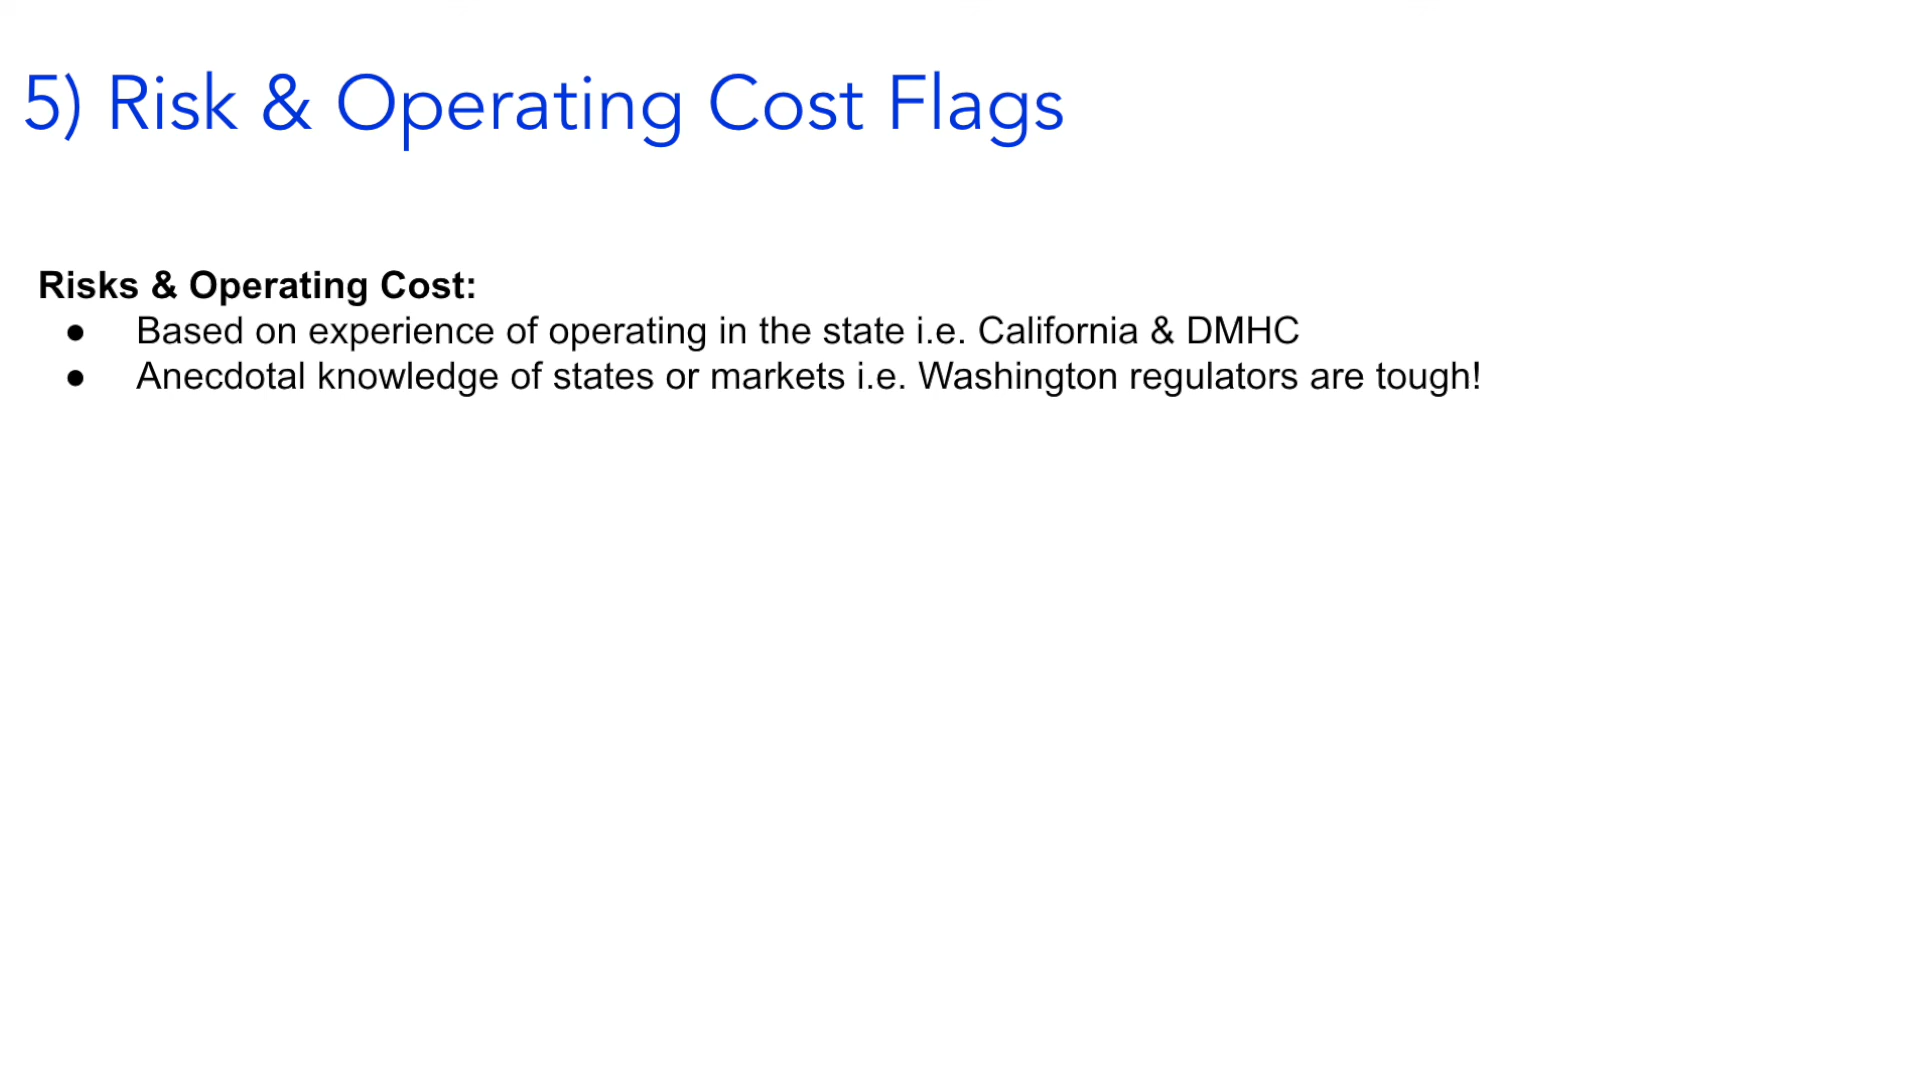 5) Risk & Operating Cost Flags
Risks & Operating Cost:
● Based on experience of operating in the state i.e. California & DMHC
● Anecdotal knowledge of states or markets i.e. Washington regulators are tough!